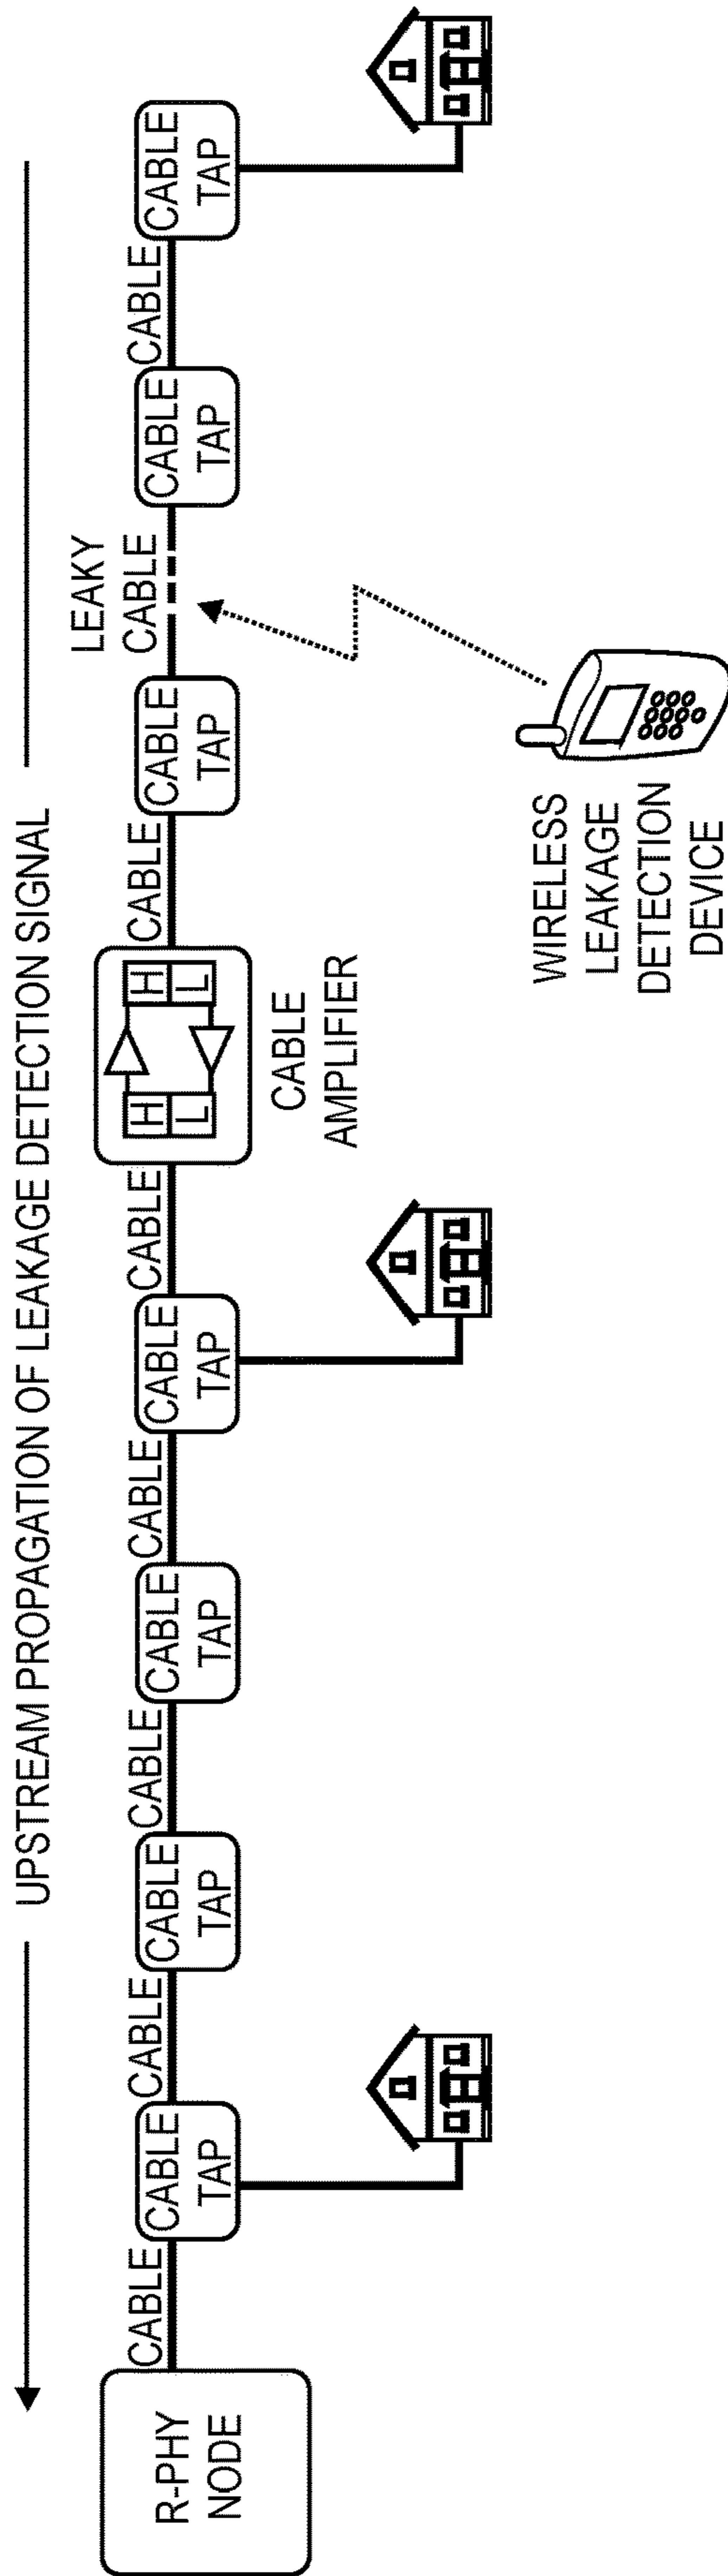 UPSTREAM PROPAGATION OF LEAKAGE DETECTION SIGNAL
R-PHY
NODE
CABLE
CABLE
TAP
CABLE
CABLE
TAP
CABLE
CABLE
TAP
CABLE
CABLE
TAP
CABLE
H
L
H
L
CABLE
AMPLIFIER
CABLE
CABLE
TAP
LEAKY
CABLE
CABLE
TAP
CABLE
CABLE
TAP
WIRELESS
LEAKAGE
DETECTION
DEVICE